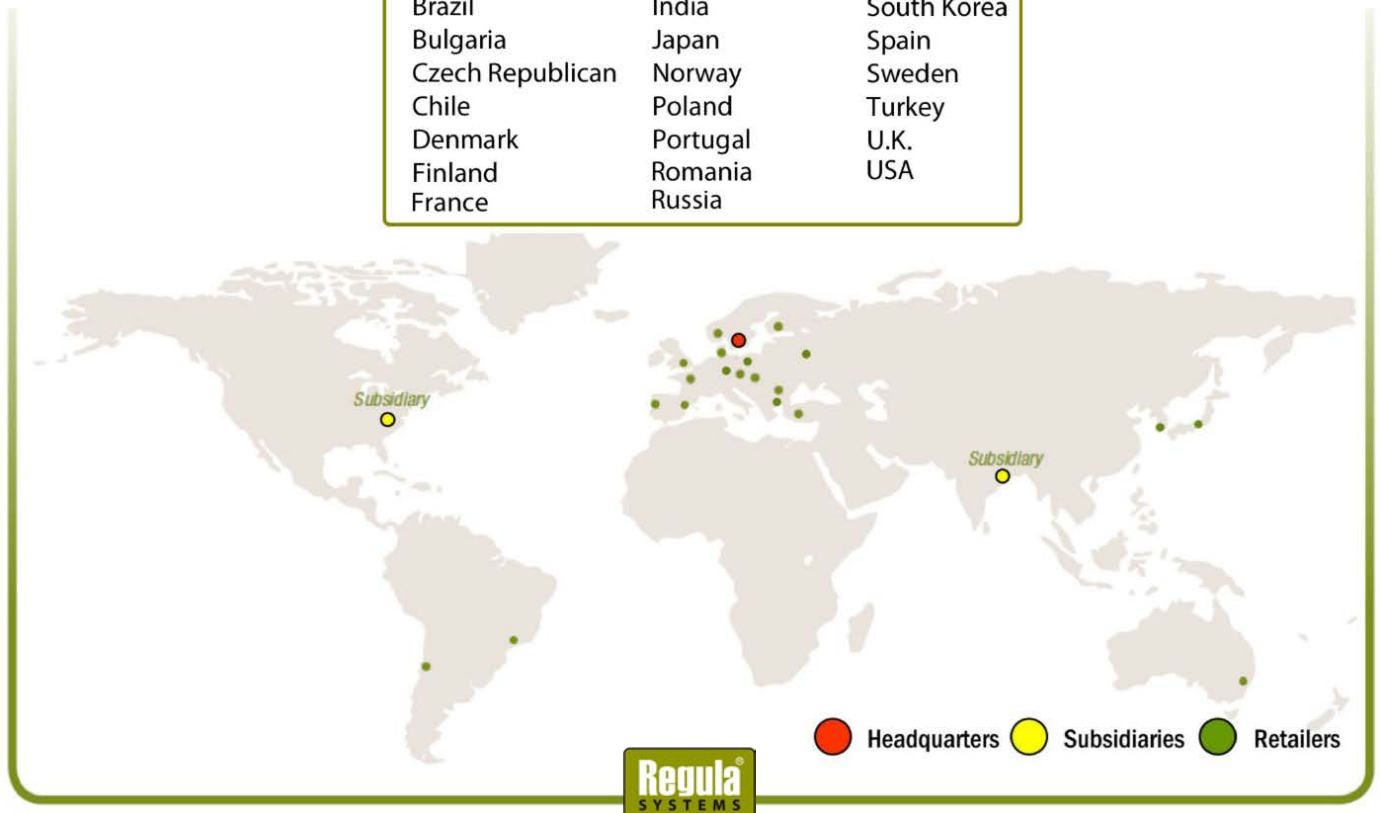 Brazil India South Korea
Bulgaria Japan Spain
Czech Republican Norway Sweden
Chile Poland Turkey
Denmark Portugal U.K.
Finland Romania USA
France Russia
Subsidiary
Subsidiary
Headquarters Subsidiaries Retailers
Regula®
SYSTEMS